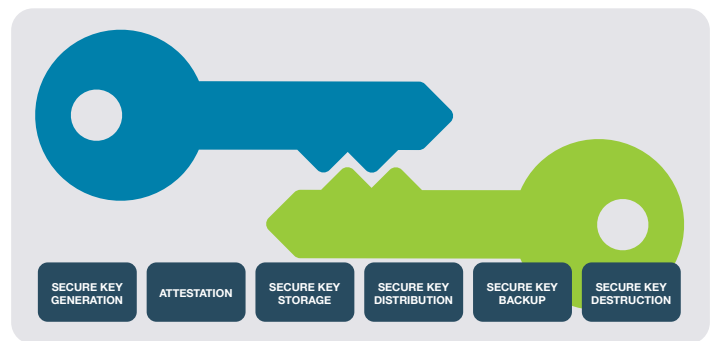 SECURE KEY
GENERATION
ATTESTATION
SECURE KEY
STORAGE
SECURE KEY
DISTRIBUTION
SECURE KEY
BACKUP
SECURE KEY
DESTRUCTION